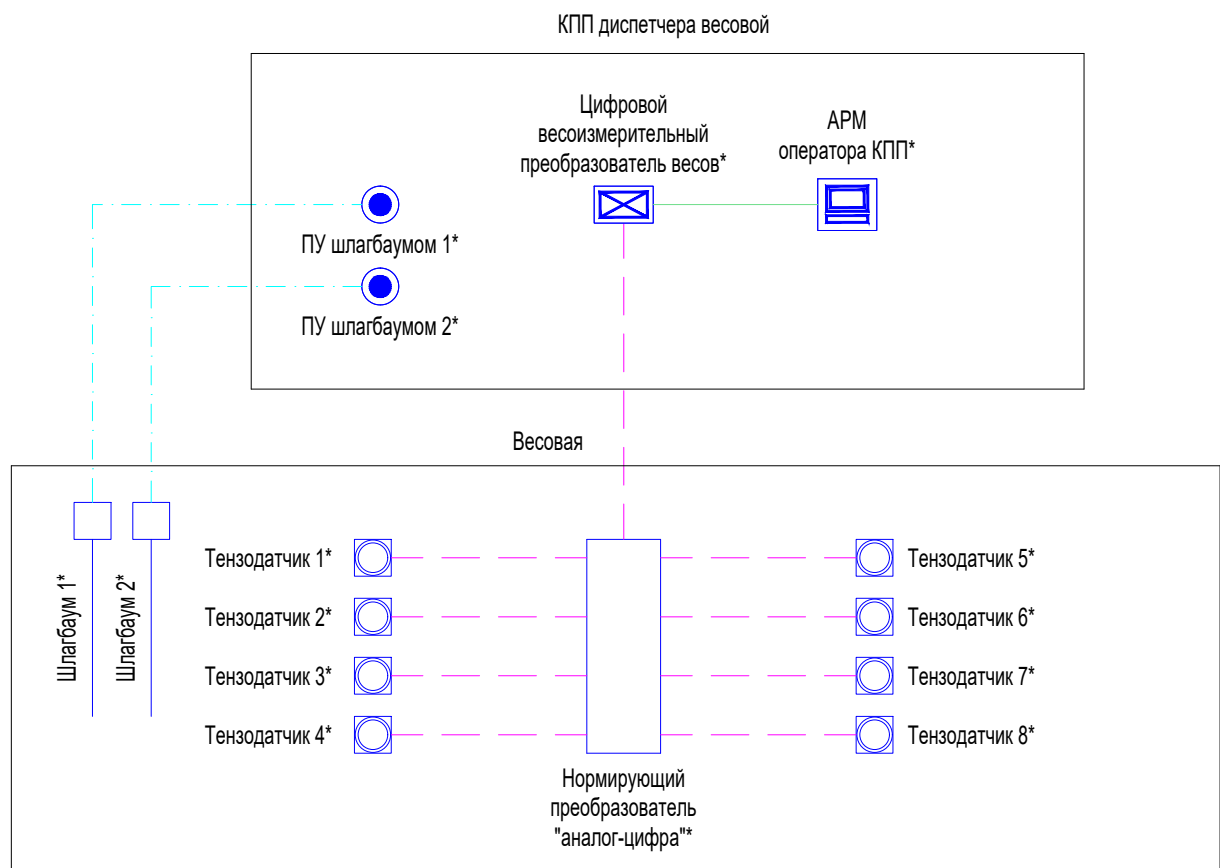 КПП диспетчера весовой
Цифровой
весоизмерительный
преобразователь весов*
АРМ
оператора КПП*
ПУ шлагбаумом 1*
ПУ шлагбаумом 2*
Весовая
Шлагбаум 1*
Шлагбаум 2*
Тензодатчик 1*
Тензодатчик 2*
Тензодатчик 3*
Тензодатчик 4*
Тензодатчик 5*
Тензодатчик 6*
Тензодатчик 7*
Тензодатчик 8*
Нормирующий
преобразователь
"аналог-цифра"*